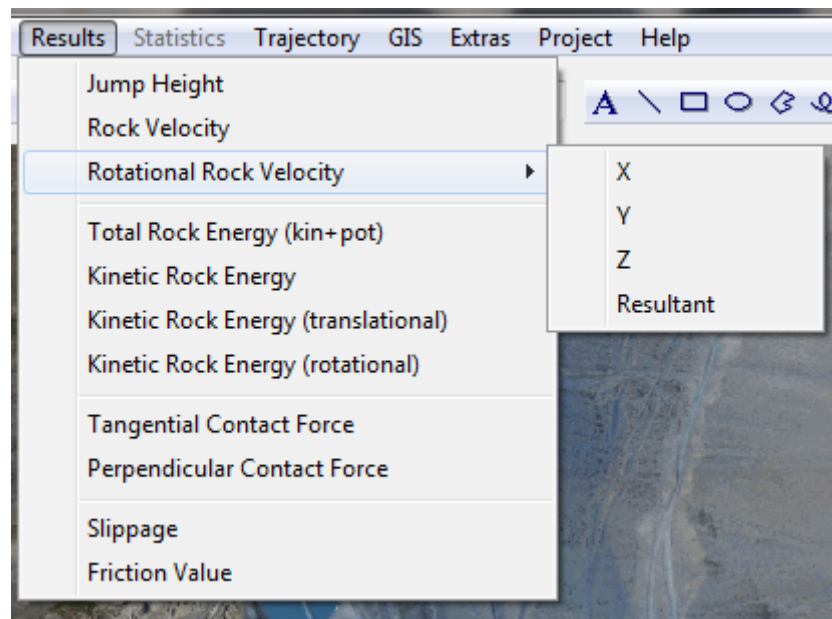 Results Statistics Trajectory GIS Extras Project Help
Jump Height
Rock Velocity
Rotational Rock Velocity
X
Y
Z
Resultant
Total Rock Energy (kin+pot)
Kinetic Rock Energy
Kinetic Rock Energy (translational)
Kinetic Rock Energy (rotational)
Tangential Contact Force
Perpendicular Contact Force
Slippage
Friction Value
A